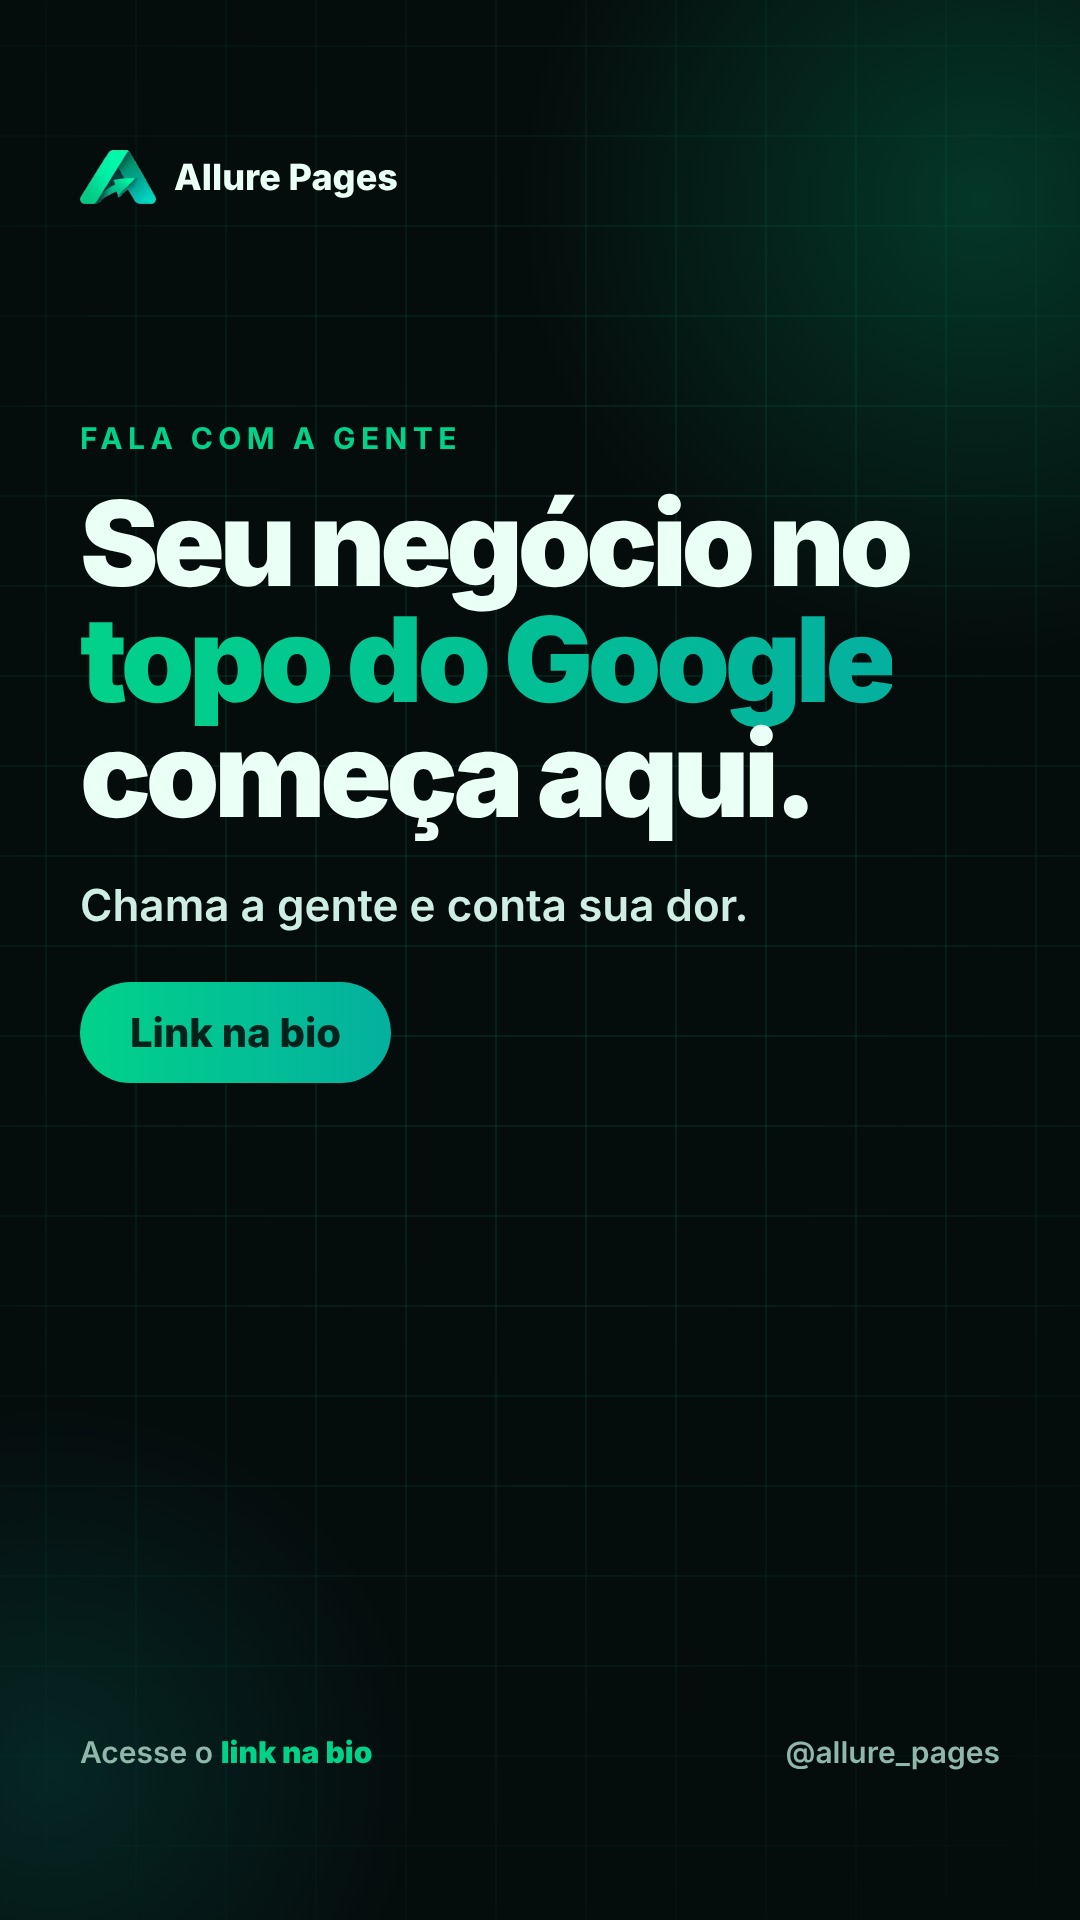 Allure Pages
FALA COM A GENTE
Seu negócio no
topo do Google
começa aqui.
Chama a gente e conta sua dor.
Link na bio
Acesse o link na bio
@allure_pages